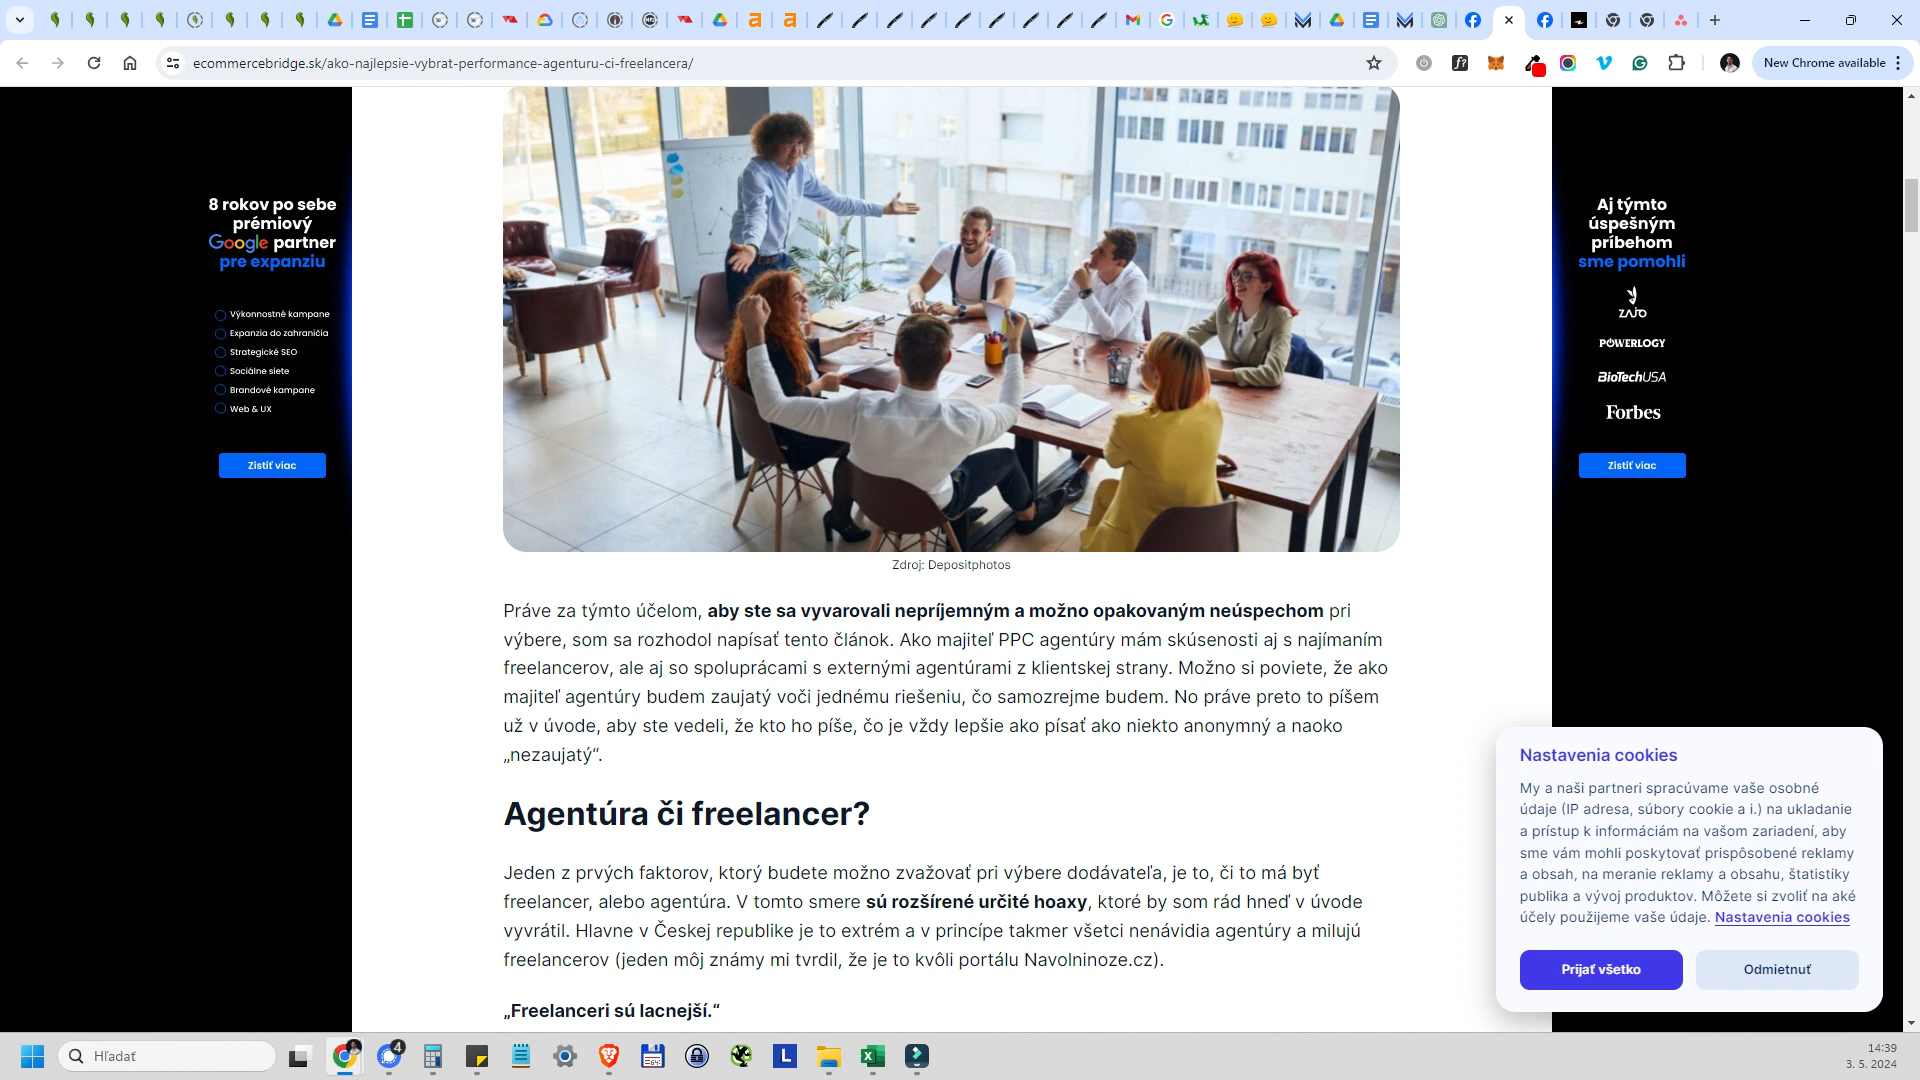 ecommercebridge.sk/ako-najlepsie-vybrat-performance-agenturu-ci-freelancera/
New Chrome available
8 rokov po sebe
prémiový
Google partner
pre expanziu
Výkonnostné kampane
Expanzia do zahraničia
Strategické SEO
Sociálne siete
Brandové kampane
Web & UX
Zistiť viac
Aj týmto
úspešným
príbehom
sme pomohli
ZAJO
POWERLOGY
BioTechUSA
Forbes
Zistiť viac
Zdroj: Depositphotos
Práve za týmto účelom, aby ste sa vyvarovali nepríjemným a možno opakovaným neúspechom pri
výbere, som sa rozhodol napísať tento článok. Ako majiteľ PPC agentúry mám skúsenosti aj s najímaním
freelancerov, ale aj so spoluprácami s externými agentúrami z klientskej strany. Možno si poviete, že ako
majiteľ agentúry budem zaujatý voči jednému riešeniu, čo samozrejme budem. No práve preto to píšem
už v úvode, aby ste vedeli, že kto ho píše, čo je vždy lepšie ako písať ako niekto anonymný a naoko
„nezaujatý“.
Agentúra či freelancer?
Jeden z prvých faktorov, ktorý budete možno zvažovať pri výbere dodávateľa, je to, či to má byť
freelancer, alebo agentúra. V tomto smere sú rozšírené určité hoaxy, ktoré by som rád hneď v úvode
vyvrátil. Hlavne v Českej republike je to extrém a v princípe takmer všetci nenávidia agentúry a milujú
freelancerov (jeden môj známy mi tvrdil, že je to kvôli portálu Navolninoze.cz).
„Freelanceri sú lacnejší.“
Nastavenia cookies
My a naši partneri spracúvame vaše osobné
údaje (IP adresa, súbory cookie a i.) na ukladanie
a prístup k informáciám na vašom zariadení, aby
sme vám mohli poskytovať prispôsobené reklamy
a obsah, na meranie reklamy a obsahu, štatistiky
publika a vývoj produktov. Môžete si zvoliť na aké
účely použijeme vaše údaje. Nastavenia cookies
Prijať všetko
Odmietnuť
Hľadať
4
L
14:39
3. 5. 2024